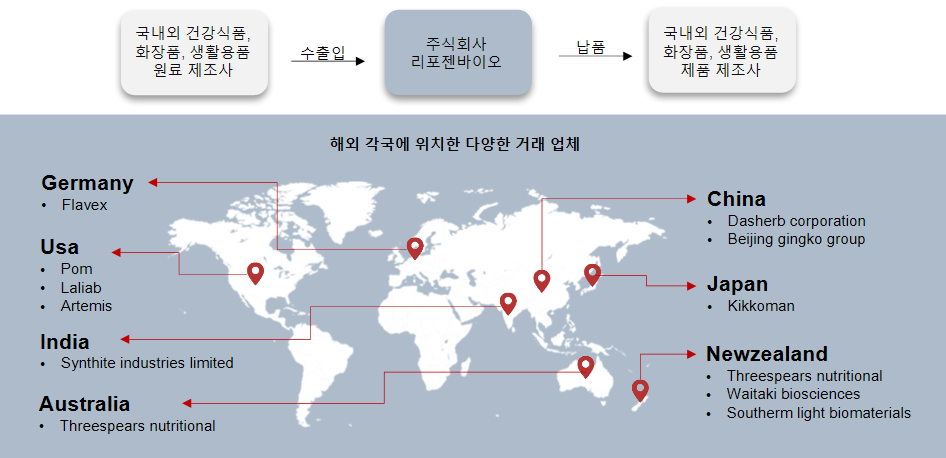 국내외 건강식품,
화장품, 생활용품
원료 제조사
수출입
주식회사
리포젠바이오
납품
국내외 건강식품,
화장품, 생활용품
제품 제조사
해외 각국에 위치한 다양한 거래 업체
Germany
• Flavex
Usa
• Pom
• Laliab
• Artemis
India
• Synthite industries limited
Australia
• Threespears nutritional
China
• Dasherb corporation
• Beijing gingko group
Japan
• Kikkoman
Newzealand
• Threespears nutritional
• Waitaki biosciences
• Southerm light biomaterials